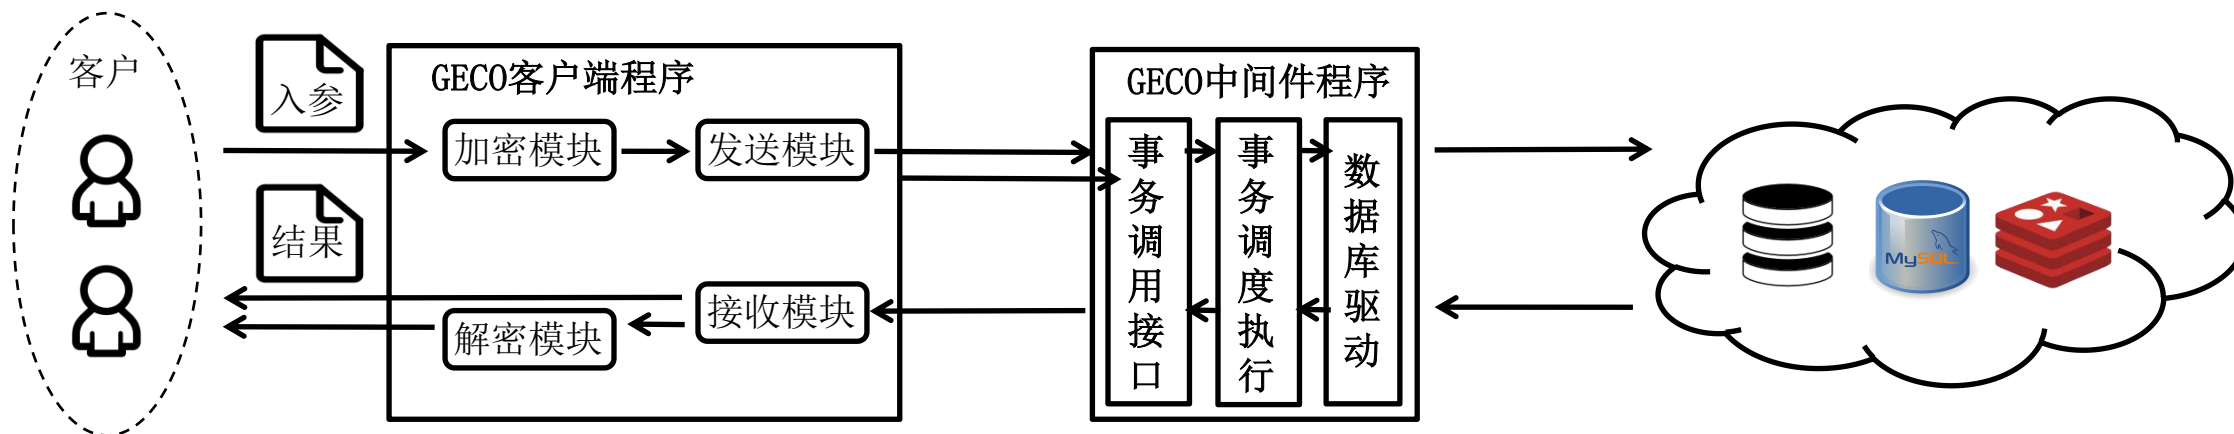 客户
入参
结果
GECO客户端程序
加密模块
发送模块
接收模块
解密模块
GECO中间件程序
事务调用接口
事务调度执行
数据库驱动
MySQL